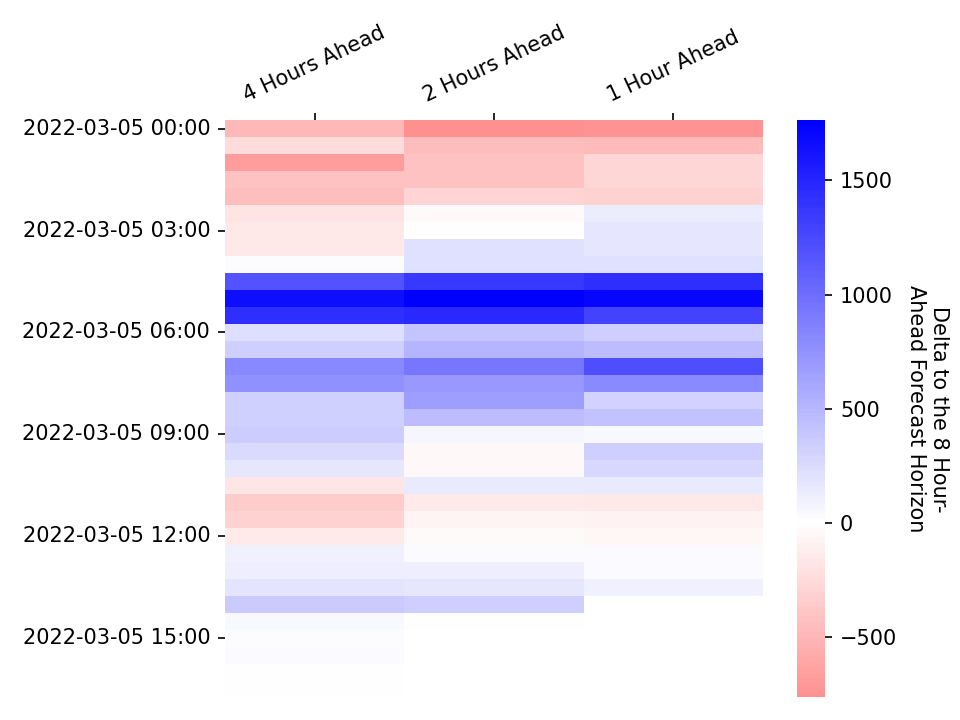 4 Hours Ahead
2 Hours Ahead
1 Hour Ahead
2022-03-05 00:00
2022-03-05 03:00
2022-03-05 06:00
2022-03-05 09:00
2022-03-05 12:00
2022-03-05 15:00
1500
1000
500
0
−500
Delta to the 8 Hour-
Ahead Forecast Horizon